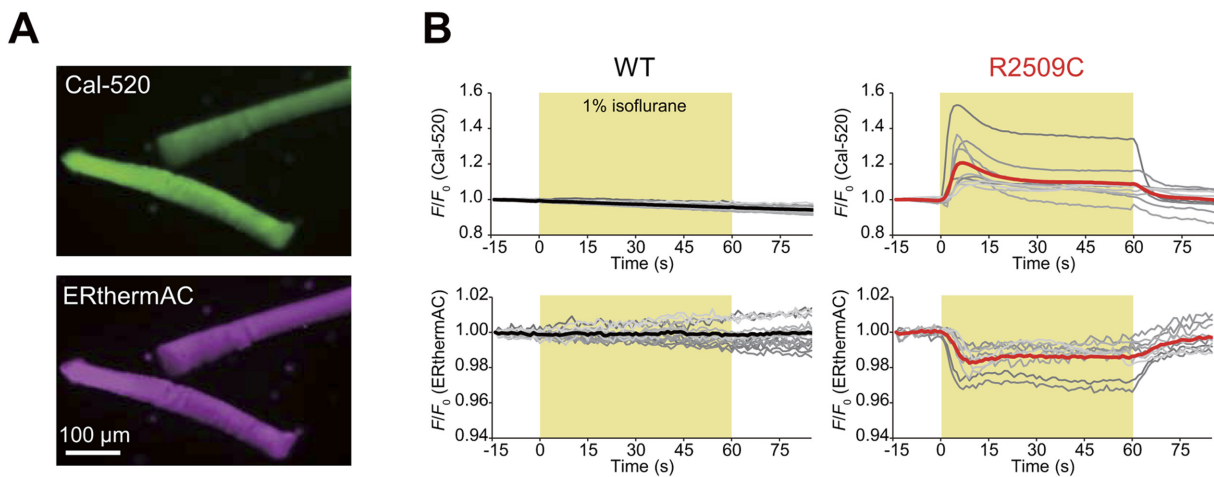 A
Cal-520
ERthermAC
100 µm
B
WT
R2509C
F/F0 (Cal-520)
1.6
1.4
1.2
1.0
0.8
1% isoflurane
-15 0 15 30 45 60 75
Time (s)
F/F0 (Cal-520)
1.6
1.4
1.2
1.0
0.8
-15 0 15 30 45 60 75
Time (s)
F/F0 (ERthermAC)
1.02
1.00
0.98
0.96
0.94
-15 0 15 30 45 60 75
Time (s)
F/F0 (ERthermAC)
1.02
1.00
0.98
0.96
0.94
-15 0 15 30 45 60 75
Time (s)